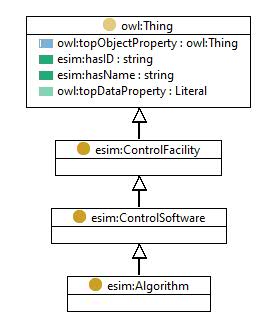 owl:Thing
owl:topObjectProperty : owl:Thing
esim:hasID : string
esim:hasName : string
owl:topDataProperty : Literal
esim:ControlFacility
esim:ControlSoftware
esim:Algorithm